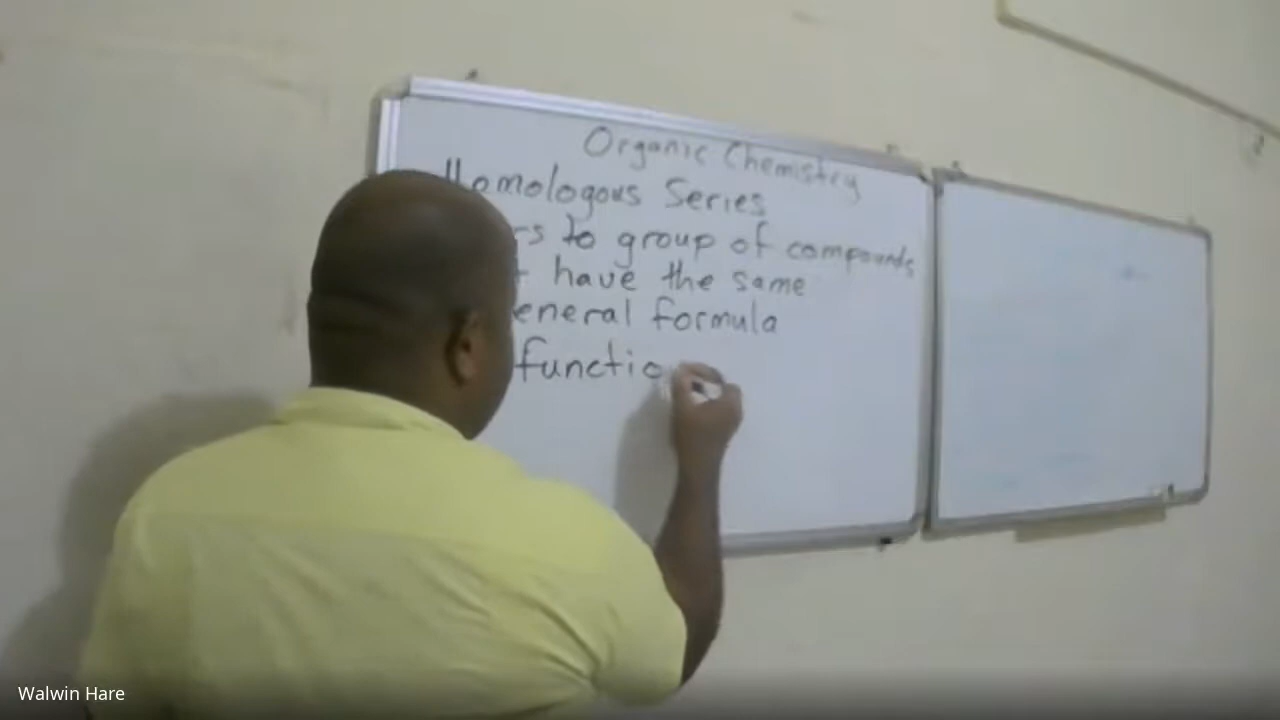 Organic Chemistry
Homologous Series
to group of compounds
have the same
eneral formula
functio
Walwin Hare